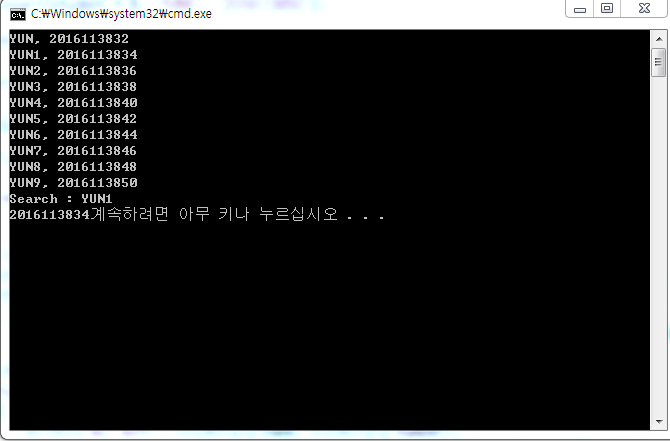 C:₩Windows₩system32₩cmd.exe
YUN, 2016113832
YUN1, 2016113834
YUN2, 2016113836
YUN3, 2016113838
YUN4, 2016113840
YUN5, 2016113842
YUN6, 2016113844
YUN7, 2016113846
YUN8, 2016113848
YUN9, 2016113850
Search : YUN1
2016113834계속하려면 아무 키나 누르십시오 . . .